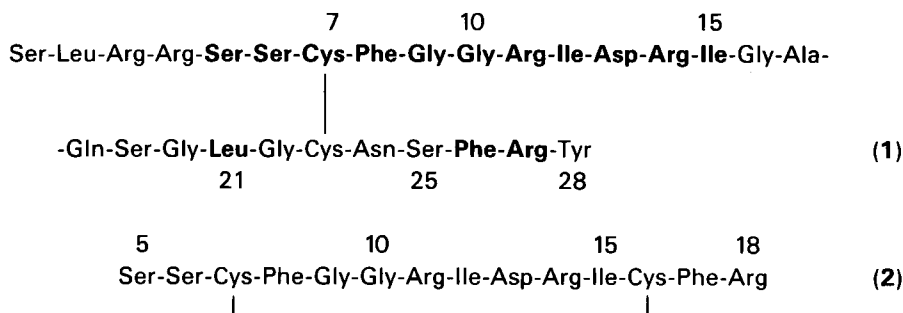 7 10 15
Ser-Leu-Arg-Arg-Ser-Ser-Cys-Phe-Gly-Gly-Arg-Ile-Asp-Arg-Ile-Gly-Ala-
-Gln-Ser-Gly-Leu-Gly-Cys-Asn-Ser-Phe-Arg-Tyr (1)
21 25 28
5 10 15 18
Ser-Ser-Cys-Phe-Gly-Gly-Arg-Ile-Asp-Arg-Ile-Cys-Phe-Arg (2)